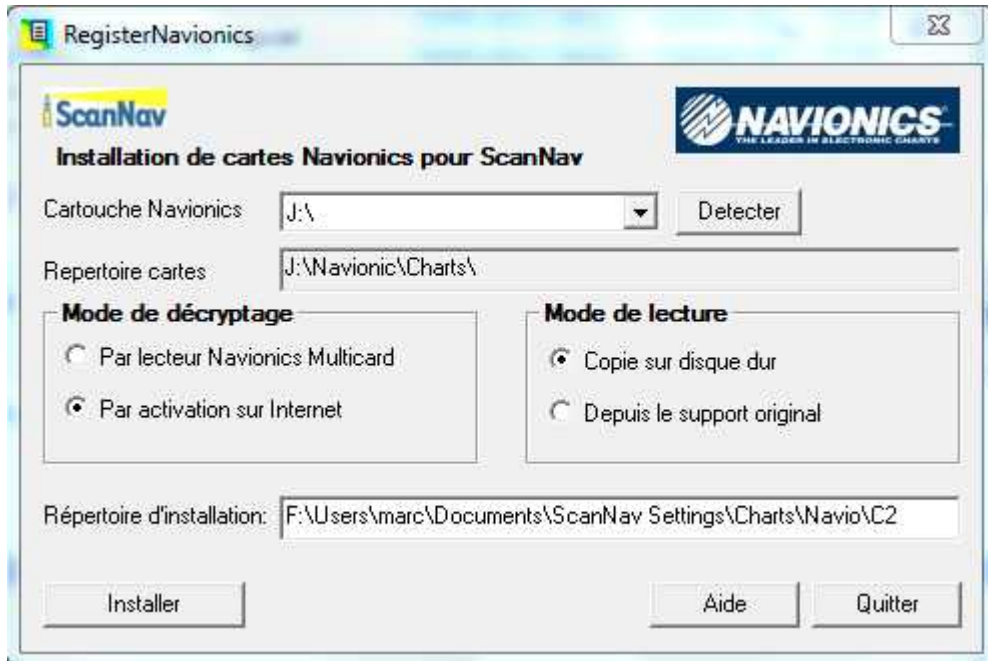 RegisterNavionics
ScanNav
NAVIONICS
THE LEADER IN ELECTRONIC CHARTS
Installation de cartes Navionics pour ScanNav
Cartouche Navionics J:\ Detecter
Repertoire cartes J:\Navionic\Charts\
Mode de décryptage Mode de lecture
Par lecteur Navionics Multicard Copie sur disque dur
Par activation sur Internet Depuis le support original
Répertoire d'installation: F:\Users\marc\Documents\ScanNav Settings\Charts\Navio\C2
Installer Aide Quitter